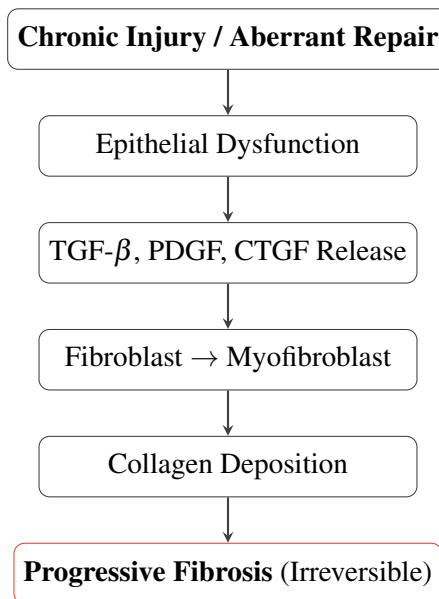 Chronic Injury / Aberrant Repair
Epithelial Dysfunction
TGF-β, PDGF, CTGF Release
Fibroblast → Myofibroblast
Collagen Deposition
Progressive Fibrosis (Irreversible)